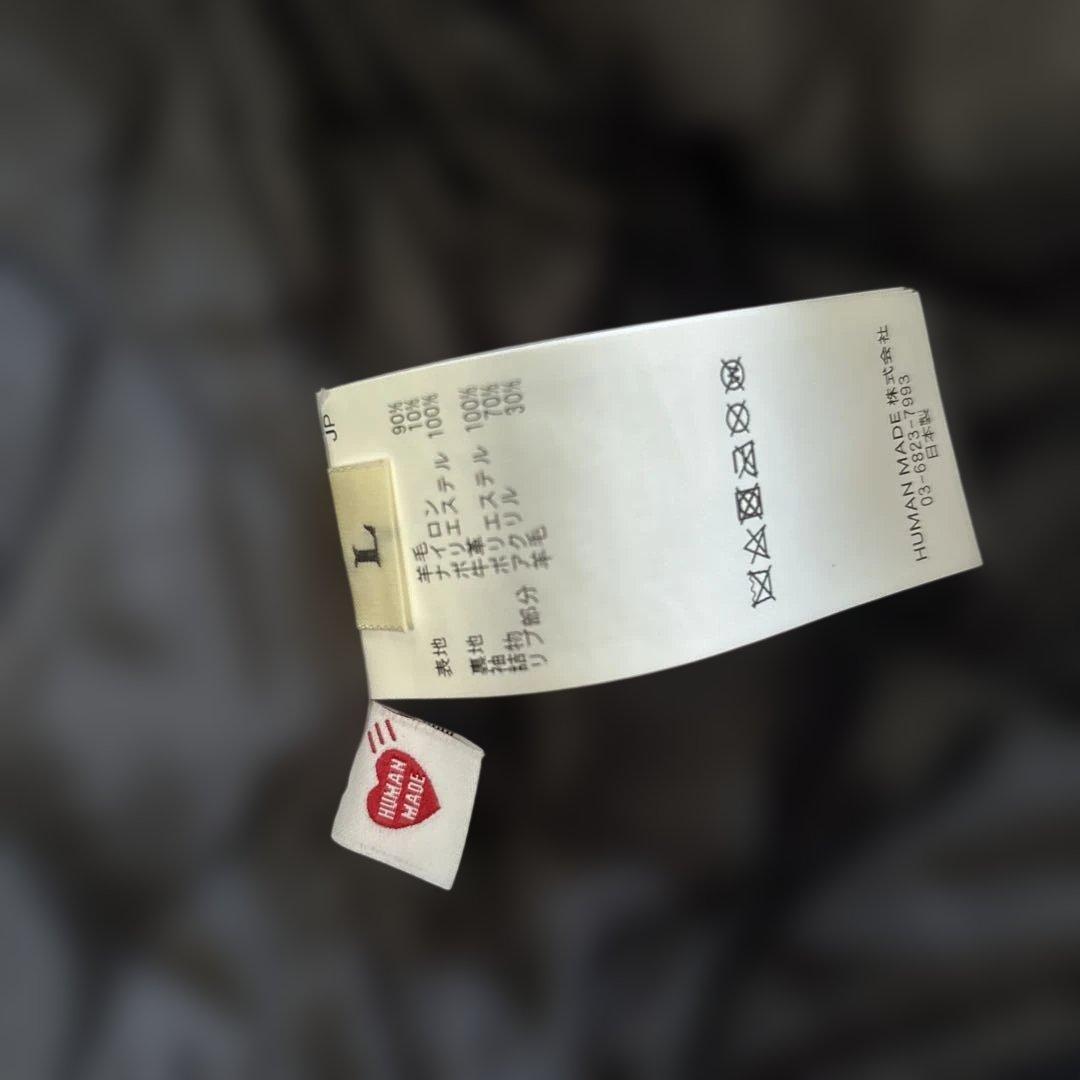 JP
L
表地 羊毛 90%
ナイロン 10%
裏地 ポリエステル 100%
袖 牛革
詰物 ポリエステル 100%
リブ部分 アクリル 70%
羊毛 30%
HUMAN MADE 株式会社
03-6823-7993
日本製
HUMAN
MADE